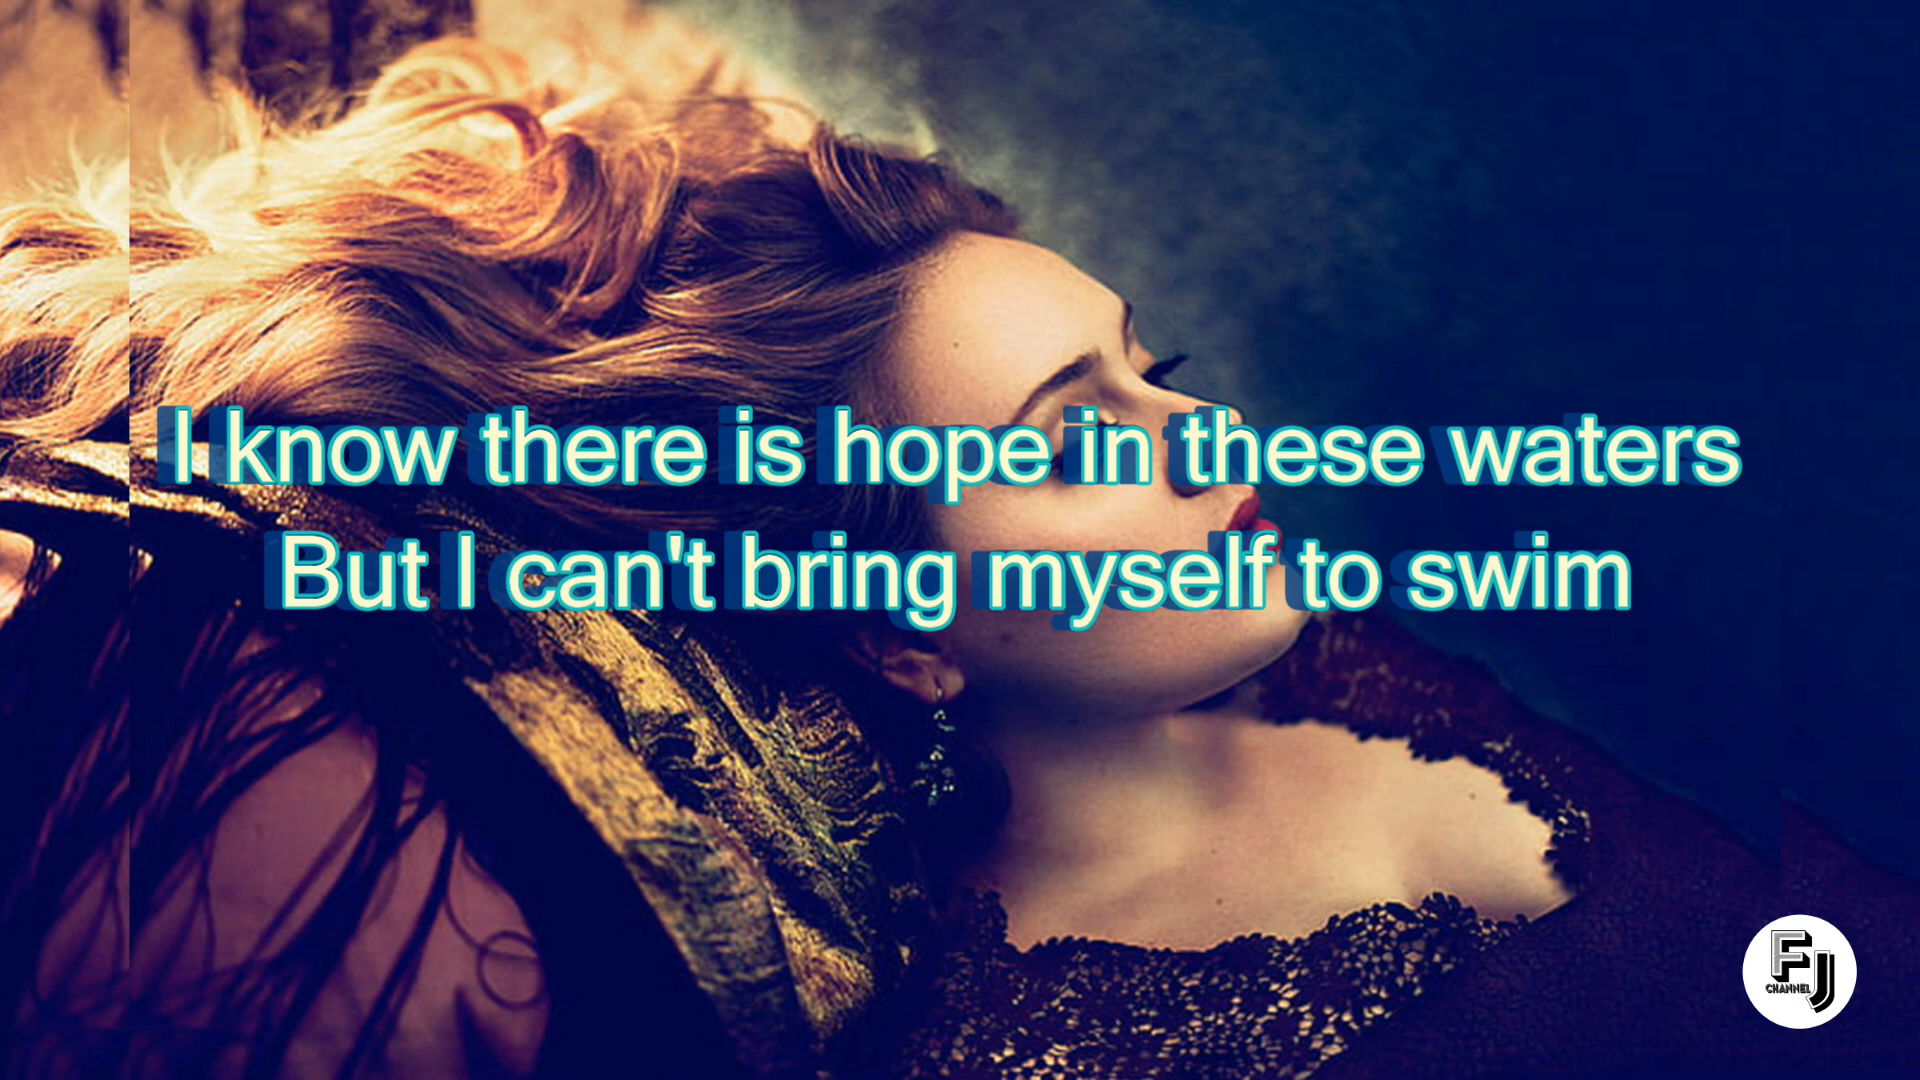 I know there is hope in these waters
But I can't bring myself to swim
FJ
CHANNEL